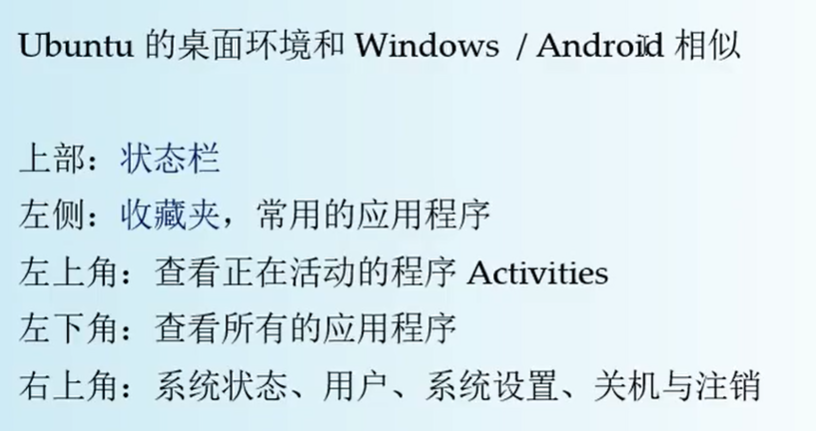 Ubuntu 的桌面环境和 Windows / Android 相似
上部：状态栏
左侧：收藏夹，常用的应用程序
左上角：查看正在活动的程序 Activities
左下角：查看所有的应用程序
右上角：系统状态、用户、系统设置、关机与注销